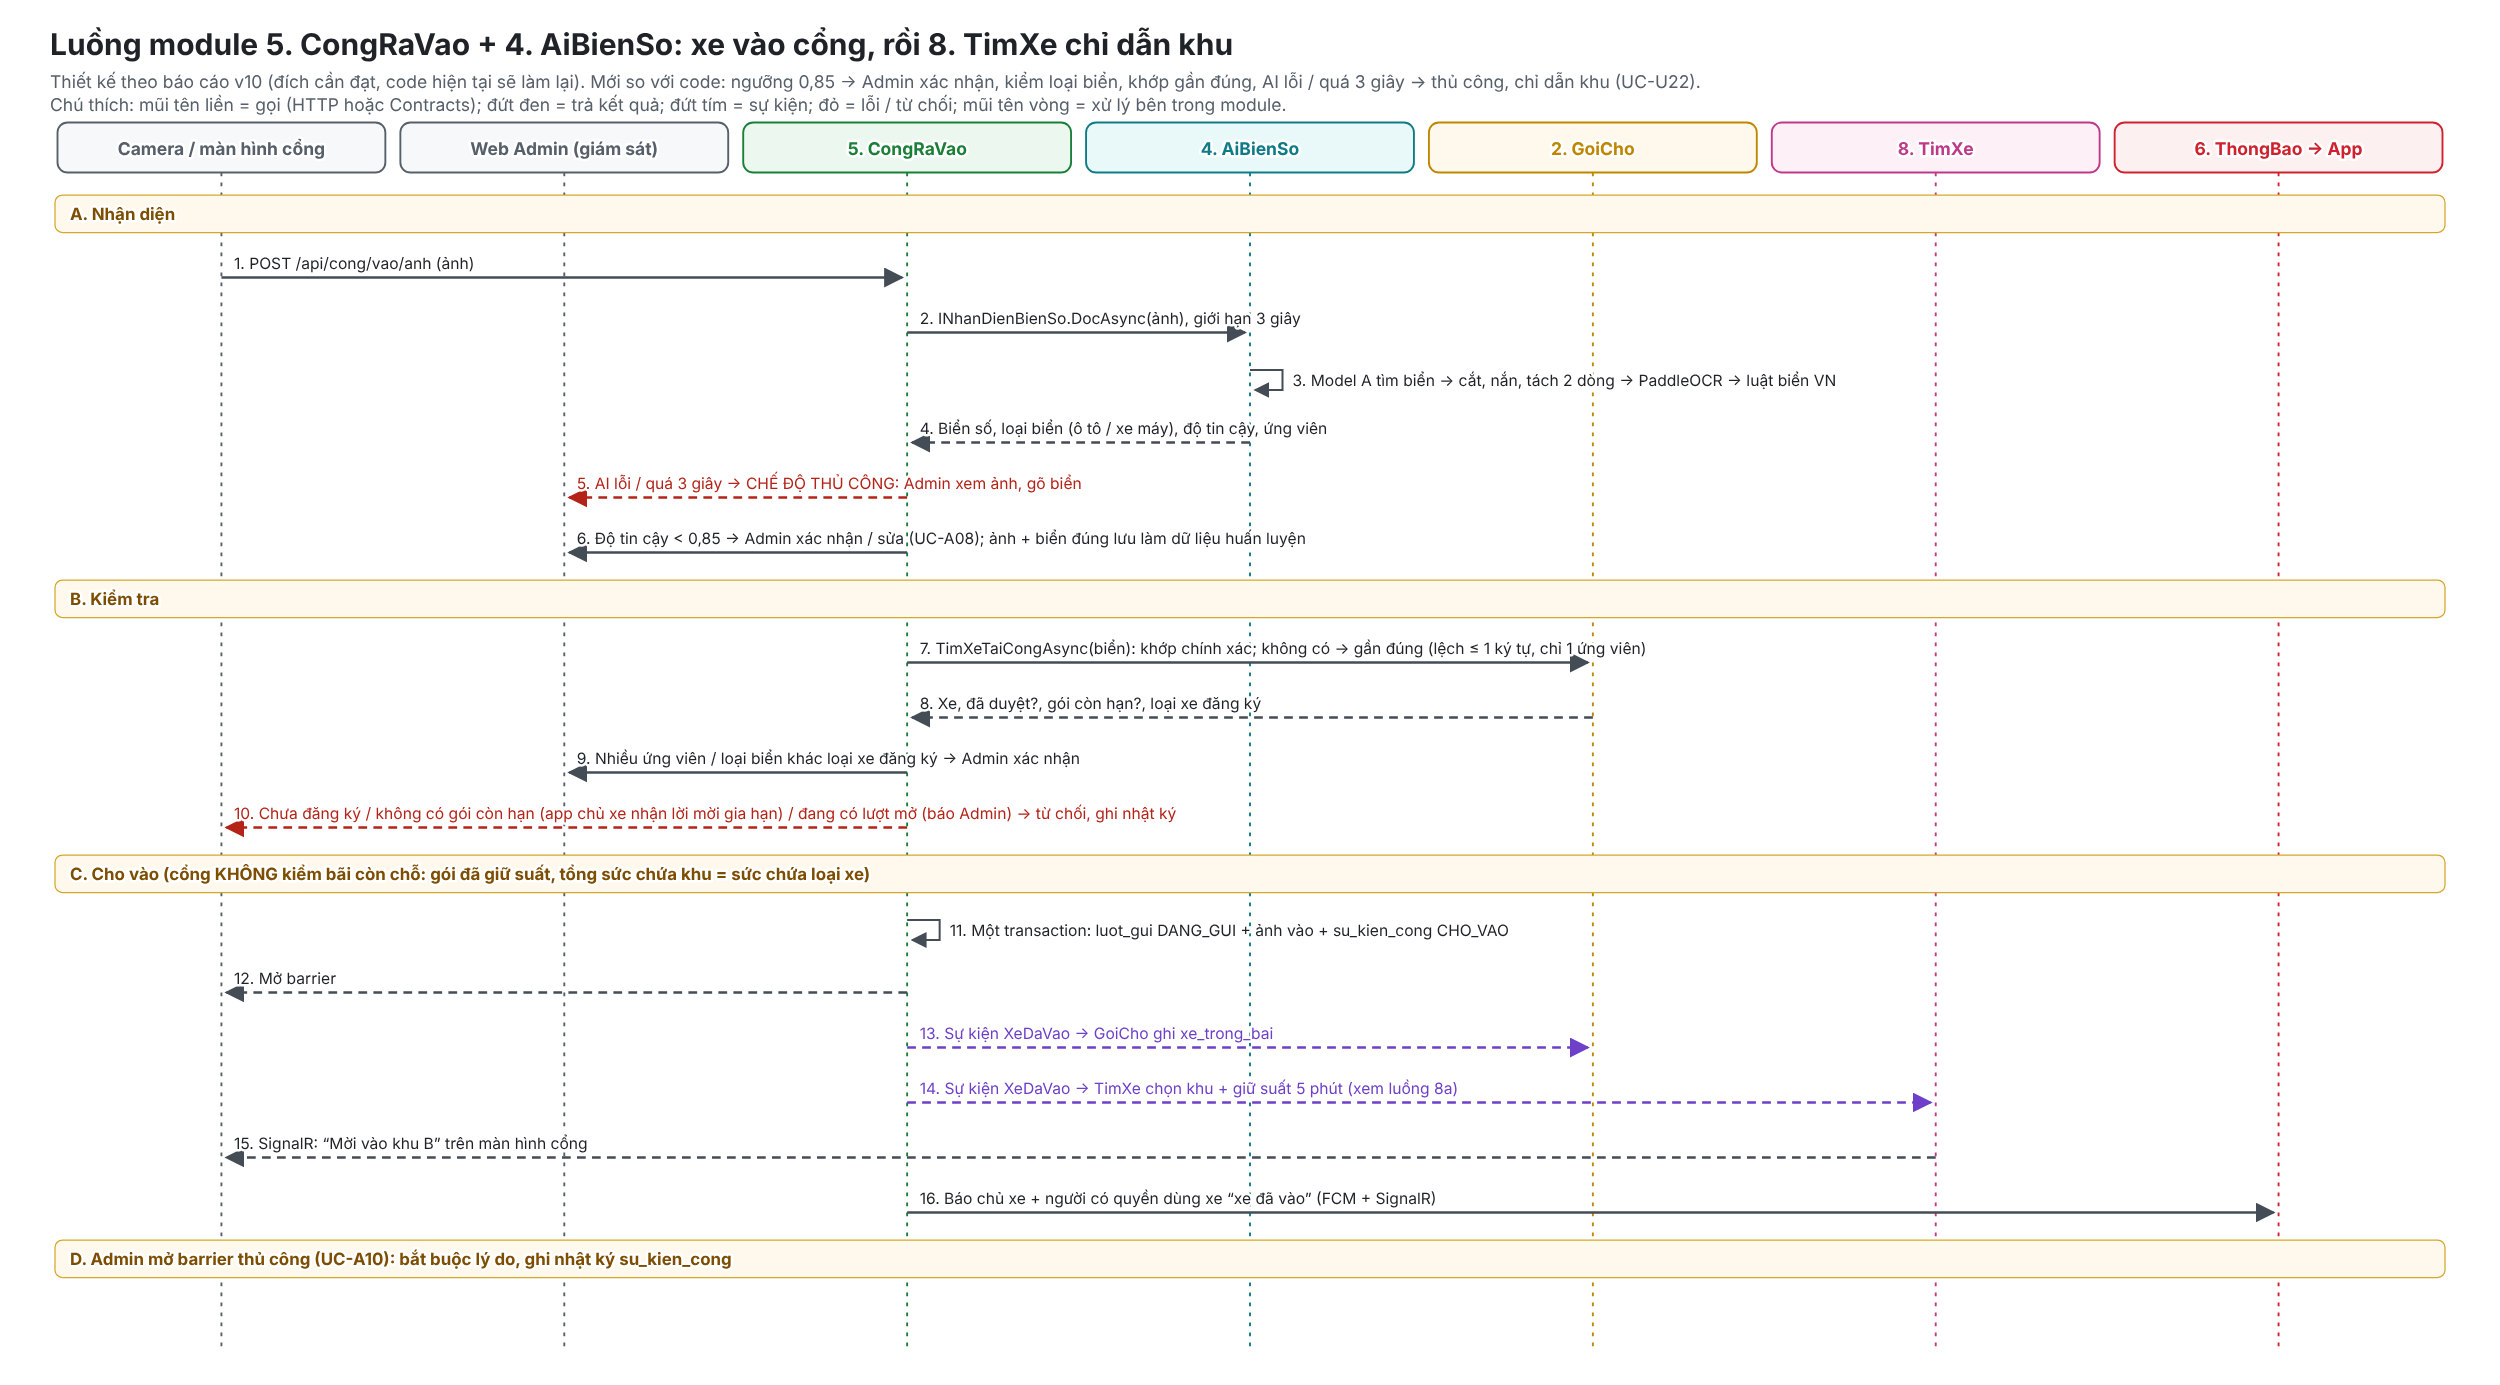 Luồng module 5. CongRaVao + 4. AiBienSo: xe vào cổng, rồi 8. TimXe chỉ dẫn khu
Thiết kế theo báo cáo v10 (đích cần đạt, code hiện tại sẽ làm lại). Mới so với code: ngưỡng 0,85 → Admin xác nhận, kiểm loại biển, khớp gần đúng, AI lỗi / quá 3 giây → thủ công, chỉ dẫn khu (UC-U22).
Chú thích: mũi tên liền = gọi (HTTP hoặc Contracts); đứt đen = trả kết quả; đứt tím = sự kiện; đỏ = lỗi / từ chối; mũi tên vòng = xử lý bên trong module.
Camera / màn hình cổng
Web Admin (giám sát)
5. CongRaVao
4. AiBienSo
2. GoiCho
8. TimXe
6. ThongBao → App
A. Nhận diện
1. POST /api/cong/vao/anh (ảnh)
2. INhanDienBienSo.DocAsync(ảnh), giới hạn 3 giây
3. Model A tìm biển → cắt, nắn, tách 2 dòng → PaddleOCR → luật biển VN
4. Biển số, loại biển (ô tô / xe máy), độ tin cậy, ứng viên
5. AI lỗi / quá 3 giây → CHẾ ĐỘ THỦ CÔNG: Admin xem ảnh, gõ biển
6. Độ tin cậy < 0,85 → Admin xác nhận / sửa (UC-A08); ảnh + biển đúng lưu làm dữ liệu huấn luyện
B. Kiểm tra
7. TimXeTaiCongAsync(biển): khớp chính xác; không có → gần đúng (lệch ≤ 1 ký tự, chỉ 1 ứng viên)
8. Xe, đã duyệt?, gói còn hạn?, loại xe đăng ký
9. Nhiều ứng viên / loại biển khác loại xe đăng ký → Admin xác nhận
10. Chưa đăng ký / không có gói còn hạn (app chủ xe nhận lời mời gia hạn) / đang có lượt mở (báo Admin) → từ chối, ghi nhật ký
C. Cho vào (cổng KHÔNG kiểm bãi còn chỗ: gói đã giữ suất, tổng sức chứa khu = sức chứa loại xe)
11. Một transaction: luot_gui DANG_GUI + ảnh vào + su_kien_cong CHO_VAO
12. Mở barrier
13. Sự kiện XeDaVao → GoiCho ghi xe_trong_bai
14. Sự kiện XeDaVao → TimXe chọn khu + giữ suất 5 phút (xem luồng 8a)
15. SignalR: “Mời vào khu B” trên màn hình cổng
16. Báo chủ xe + người có quyền dùng xe “xe đã vào” (FCM + SignalR)
D. Admin mở barrier thủ công (UC-A10): bắt buộc lý do, ghi nhật ký su_kien_cong